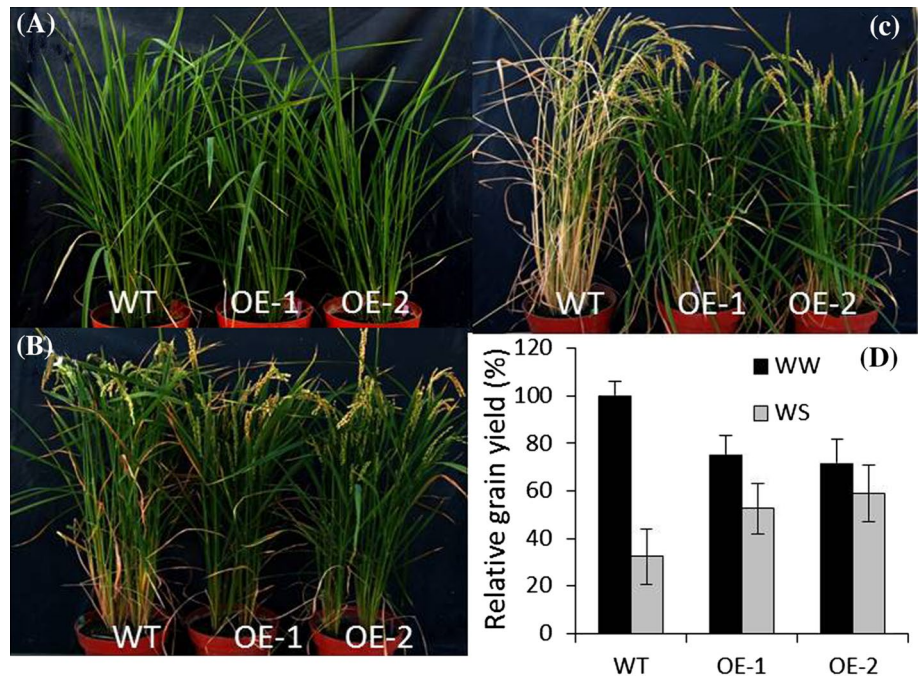 (A)
WT OE-1 OE-2
(B)
WT OE-1 OE-2
(c)
WT OE-1 OE-2
(D)
Relative grain yield (%)
120
100
80
60
40
20
0
WW
WS
WT OE-1 OE-2